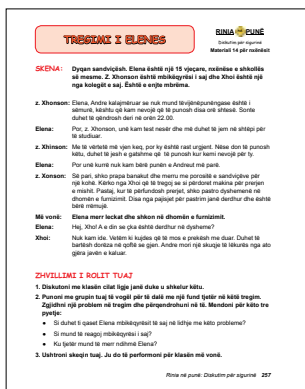 TREGIMI I ELENES
RINIA NË PUNË
Diskutim për sigurinë
Materiali 14 për nxënësit
SKENA: Dyqan sandviçësh. Elena është një 15 vjeçare, nxënëse e shkollës
së mesme. Z. Xhonson është mbikëqyrësi i saj dhe Xhoi është një
nga kolegët e saj. Është e enjte mbrëma.
z. Xhonson: Elena, Andre kalajmëruar se nuk mund të
sëmurë, kështu që kam nevojë që të punosh disa orë shtesë. Sonte
duhet të qëndrosh deri në orën 22.00.
Elena: Por, z. Xhonson, unë kam test nesër dhe më duhet të jem në shtëpi për
të studiuar.
z. Xhinson: Me të vërtetë më vjen keq, por ky është rast urgjent. Nëse don të punosh
këtu, duhet të jesh e gatshme që të punosh kur kemi nevojë për ty.
Elena: Por unë kurrë nuk kam bërë punën e Andreut më parë.
z. Xonson: Së pari, shko prapa banakut dhe merru me porositë e sandviçëve për
një kohë. Kërko nga Xhoi që të tregoj se si përdoret makina për prerjen
e mishit. Pastaj, kur të përfundosh prerjet, shko pastro dyshemenë në
dhomën e furnizimit. Disa nga pajisjet për pastrim janë derdhur dhe është
bërë rrëmujë.
Më vonë: Elena merr leckat dhe shkon në dhomën e furnizimit.
Elena: Hej, Xho! A e din se çka është derdhur në dysheme?
Xhoi: Nuk kam ide. Vetëm ki kujdes që të mos e prekësh me duar. Duhet të
bartësh dorëza në çoftë se gjen. Andre mori një skuqje të lëkurës nga ato
gjëra javën e kaluar.
ZHVILLIMI I ROLIT TUAJ
1. Diskutoni me klasën cilat ligje janë duke u shkelur këtu.
2. Punoni me grupin tuaj të vogël për të dalë me një fund tjetër në këtë tregim.
Zgjidhni një problem në tregim dhe përqendrohuni në të. Mendoni për këto tre
pyetje:
• Si duhet ti qaset Elena mbikëqyrësit të saj në lidhje me këto probleme?
• Si mund të reagoj mbikëqyrësi i saj?
• Ku tjetër mund të merr ndihmë Elena?
3. Ushtroni skeqin tuaj. Ju do të performoni për klasën më vonë.
Rinia në punë: Diskutim për sigurinë 257